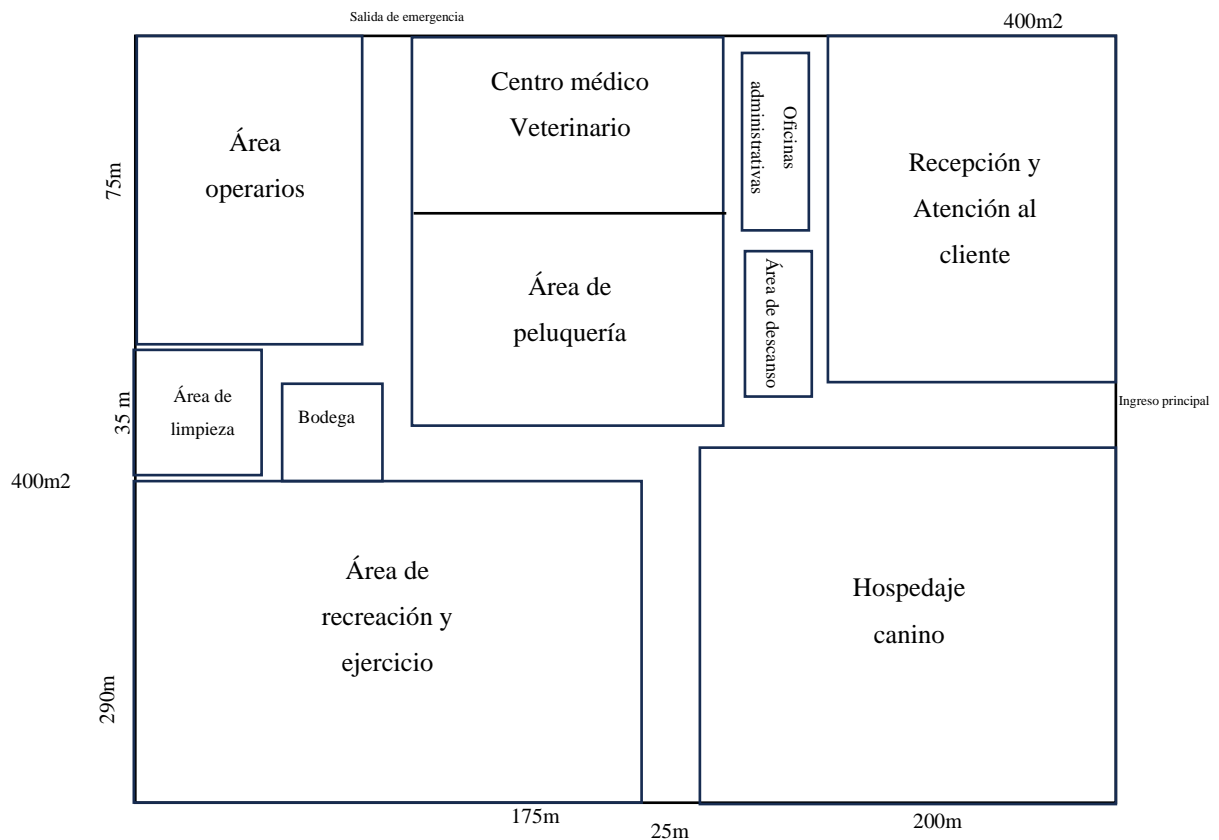 Salida de emergencia
400m2
Centro médico
Veterinario
Oficinas
administrativas
Área
operarios
75m
Recepción y
Atención al
cliente
Área de
peluquería
Área de descanso
Ingreso principal
35 m
Área de
limpieza
Bodega
400m2
Área de
recreación y
ejercicio
Hospedaje
canino
290m
175m
25m
200m